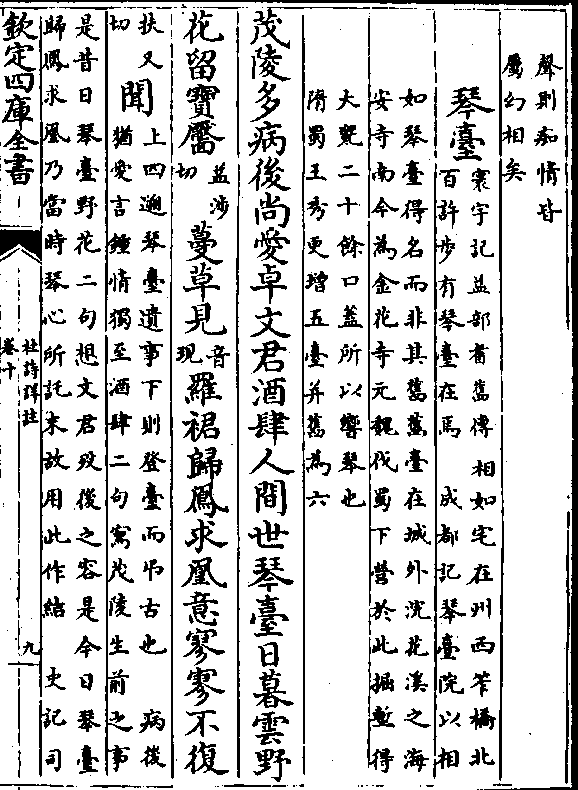 聲則痴情皆
屬幻相矣
琴臺
寰宇記益部耆舊傳 相如宅在州西笮橋北
百許步有琴臺在焉 成都記琴臺院以相
如琴臺得名而非其舊舊臺在城外浣花溪之海
安寺南今為金花寺元魏伐蜀下營於此掘塹得
大甕二十餘口蓋所以響琴也
隋蜀王秀更增五臺并舊為六
茂陵多病後尚愛卓文君酒肆人間世琴臺日暮雲野
花留寶靨益涉切蔓草見音現羅裙歸鳳求凰意寥寥不復
扶又切聞
上四遡琴臺遺事下則登臺而吊古也 病後
猶愛言鍾情獨至酒肆二句寫茂陵生前之事
是昔日琴臺野花二句想文君歿後之容是今日琴臺
歸鳳求凰乃當時琴心所託末故用此作結 史記司
欽定四庫全書
杜詩詳註
卷十
九